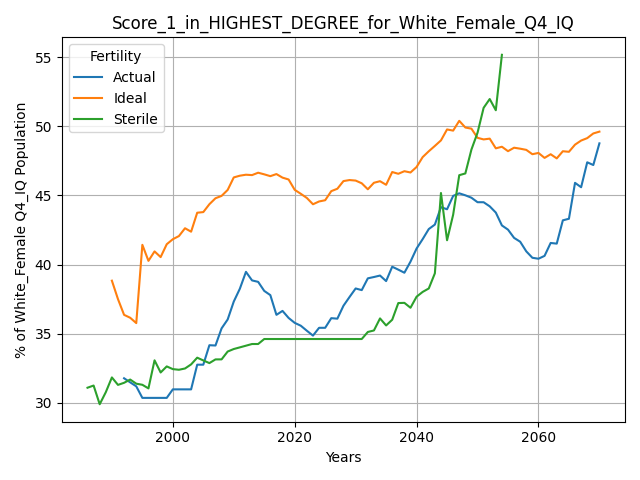 Score_1_in_HIGHEST_DEGREE_for_White_Female_Q4_IQ
Fertility
Actual
Ideal
Sterile
% of White_Female Q4_IQ Population
55
50
45
40
35
30
2000
2020
2040
2060
Years